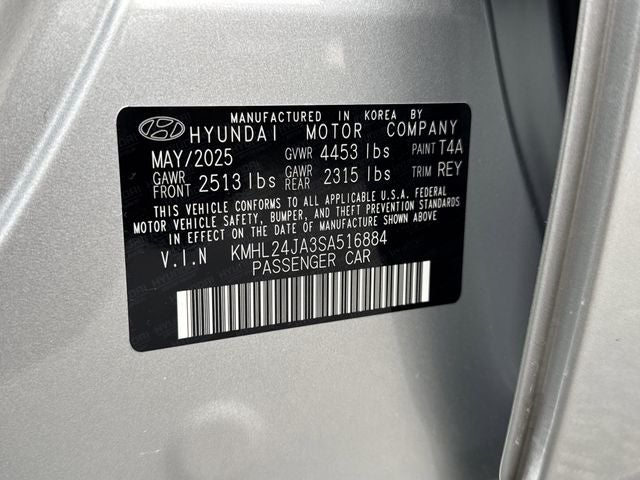 MANUFACTURED IN KOREA BY
HYUNDAI MOTOR COMPANY
MAY/2025 GVWR 4453 lbs PAINT T4A
GAWR FRONT 2513 lbs GAWR REAR 2315 lbs TRIM REY
THIS VEHICLE CONFORMS TO ALL APPLICABLE U.S.A. FEDERAL
MOTOR VEHICLE SAFETY, BUMPER, AND THEFT PREVENTION STANDARDS
IN EFFECT ON THE DATE OF MANUFACTURE SHOWN ABOVE.
V.I.N KMHL24JA3SA516884
PASSENGER CAR